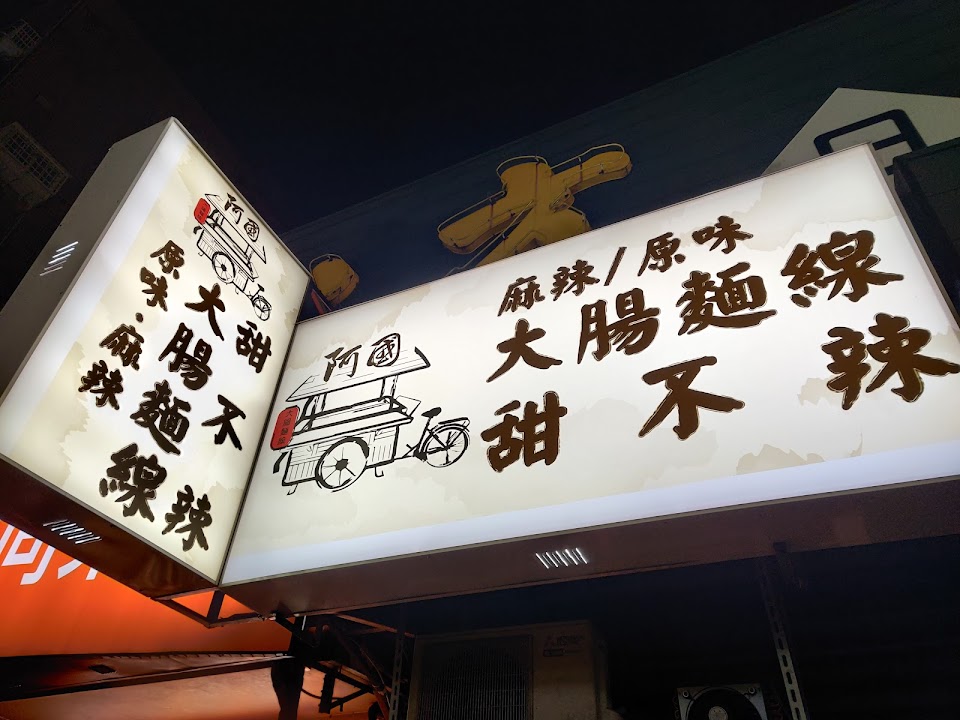 阿國
原味·麻辣
大腸麵線
甜不辣
阿國
麻辣/原味
大腸麵線
甜不辣